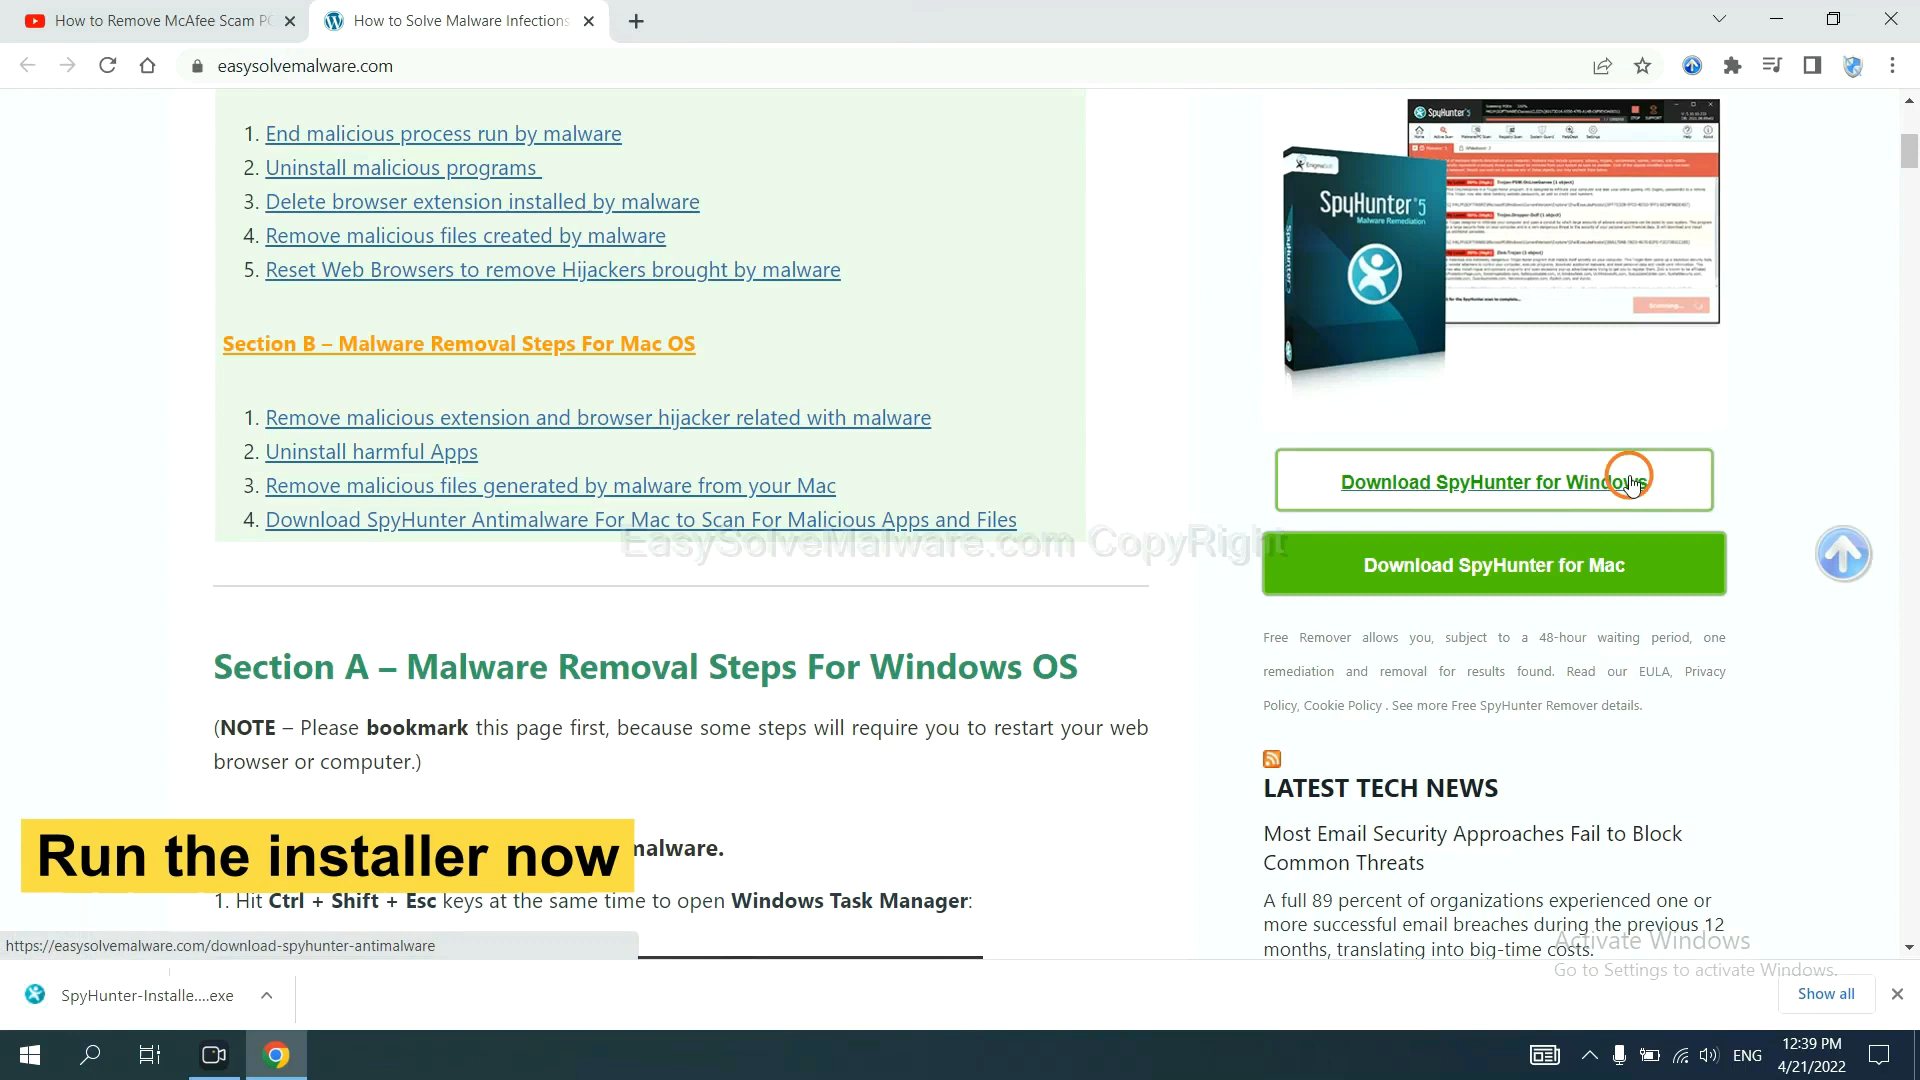 How to Remove McAfee Scam P
How to Solve Malware Infections
easysolvemalware.com
1. End malicious process run by malware
2. Uninstall malicious programs
3. Delete browser extension installed by malware
4. Remove malicious files created by malware
5. Reset Web Browsers to remove Hijackers brought by malware
Section B – Malware Removal Steps For Mac OS
1. Remove malicious extension and browser hijacker related with malware
2. Uninstall harmful Apps
3. Remove malicious files generated by malware from your Mac
4. Download SpyHunter Antimalware For Mac to Scan For Malicious Apps and Files
EasySolveMalware.com CopyRight
Section A – Malware Removal Steps For Windows OS
(NOTE – Please bookmark this page first, because some steps will require you to restart your web
browser or computer.)
malware.
Run the installer now
1. Hit Ctrl + Shift + Esc keys at the same time to open Windows Task Manager:
https://easysolvemalware.com/download-spyhunter-antimalware
SpyHunter 5
EnigmaSoft
SpyHunter 5
Malware Remediation
SpyHunter 5
Scanning...
Download SpyHunter for Windows
Download SpyHunter for Mac
Free Remover allows you, subject to a 48-hour waiting period, one
remediation and removal for results found. Read our EULA, Privacy
Policy, Cookie Policy . See more Free SpyHunter Remover details.
LATEST TECH NEWS
Most Email Security Approaches Fail to Block
Common Threats
A full 89 percent of organizations experienced one or
more successful email breaches during the previous 12
months, translating into big-time costs.
Activate Windows
Go to Settings to activate Windows.
SpyHunter-Installe....exe
Show all
ENG
12:39 PM
4/21/2022